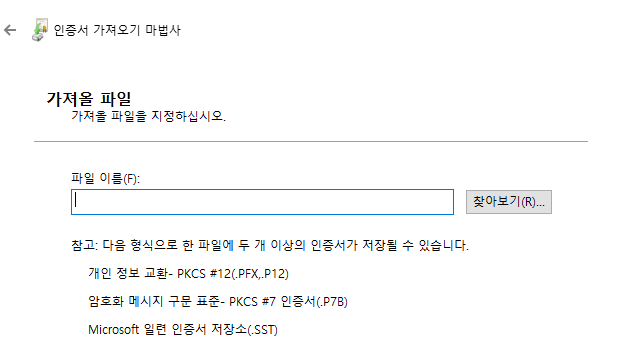 인증서 가져오기 마법사
가져올 파일
가져올 파일을 지정하십시오.
파일 이름(F):
찾아보기(R)...
참고: 다음 형식으로 한 파일에 두 개 이상의 인증서가 저장될 수 있습니다.
개인 정보 교환- PKCS #12(.PFX,.P12)
암호화 메시지 구문 표준- PKCS #7 인증서(.P7B)
Microsoft 일련 인증서 저장소(.SST)